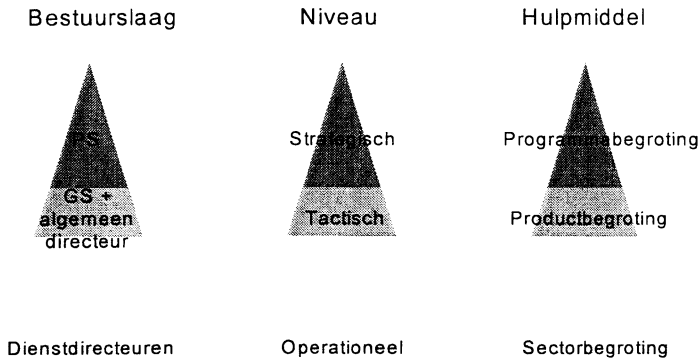 Bestuurslaag Niveau Hulpmiddel
PS Strategisch Programmabegroting
GS +
algemeen Tactisch Productbegroting
directeur
Dienstdirecteuren Operationeel Sectorbegroting